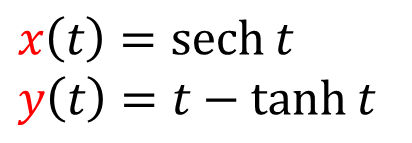 x(t) = sech t
y(t) = t − tanh t